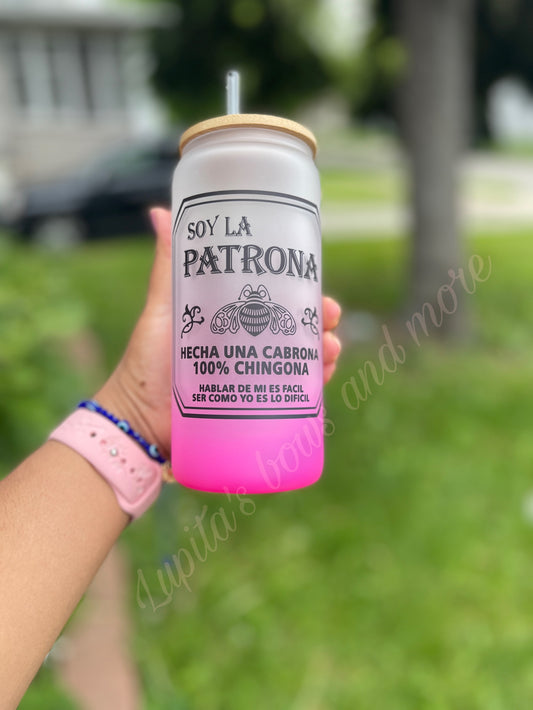 SOY LA
PATRONA
HECHA UNA CABRONA
100% CHINGONA
HABLAR DE MI ES FACIL
SER COMO YO ES LO DIFICIL
Lupita's bows and more